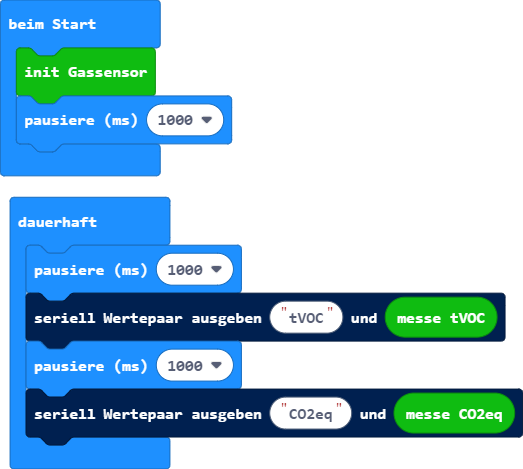 beim Start
init Gassensor
pausiere (ms) 1000
dauerhaft
pausiere (ms) 1000
seriell Wertepaar ausgeben "tVOC" und messe tVOC
pausiere (ms) 1000
seriell Wertepaar ausgeben "CO2eq" und messe CO2eq